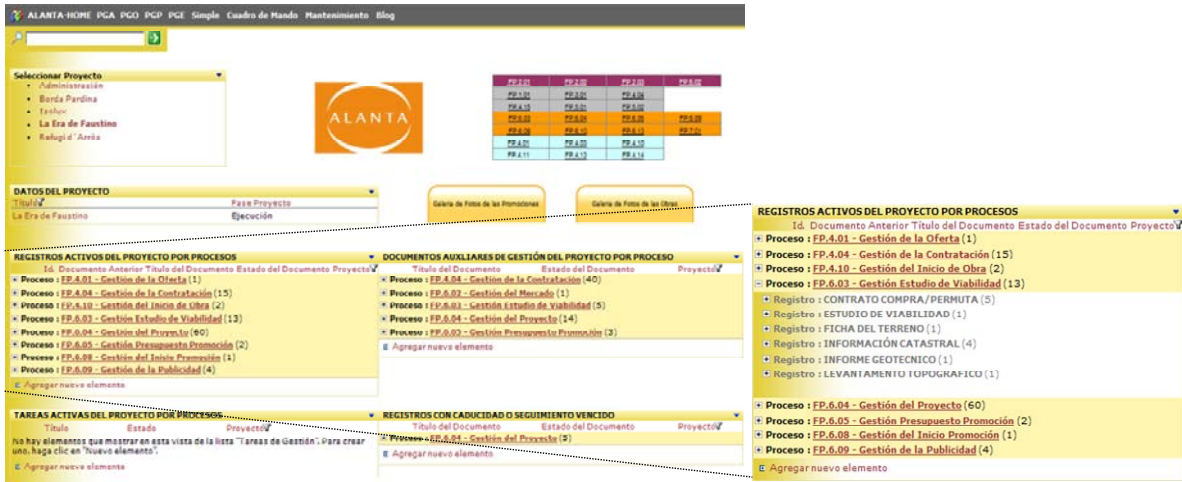 ALANTA-HOME PGA PGO PGP PGE Simple Cuadro de Mando Mantenimiento Blog
Seleccionar Proyecto
Administración
Borda Pardina
La Era de Faustino
Refugi d'Arrés
ALANTA
DATOS DEL PROYECTO
Título Fase Proyecto
La Era de Faustino Ejecución
Galeria de Fotos de las Promociones
Galeria de Fotos de las Obras
REGISTROS ACTIVOS DEL PROYECTO POR PROCESOS
Id. Documento Anterior Título del Documento Estado del Documento Proyecto
Proceso : FP.4.01 - Gestión de la Oferta (1)
Proceso : FP.4.04 - Gestión de la Contratación (15)
Proceso : FP.4.10 - Gestión del Inicio de Obra (2)
Proceso : FP.6.03 - Gestión Estudio de Viabilidad (13)
Proceso : FP.6.04 - Gestión del Proyecto (60)
Proceso : FP.6.05 - Gestión Presupuesto Promoción (2)
Proceso : FP.6.08 - Gestión del Inicio Promoción (1)
Proceso : FP.6.09 - Gestión de la Publicidad (4)
Agregar nuevo elemento
DOCUMENTOS AUXILIARES DE GESTIÓN DEL PROYECTO POR PROCESO
Título del Documento Estado del Documento Proyecto
Proceso : FP.4.04 - Gestión de la Contratación (40)
Proceso : FP.6.02 - Gestión del Mercado (1)
Proceso : FP.6.03 - Gestión Estudio de Viabilidad (5)
Proceso : FP.6.04 - Gestión del Proyecto (14)
Proceso : FP.6.05 - Gestión Presupuesto Promoción (3)
Agregar nuevo elemento
TAREAS ACTIVAS DEL PROYECTO POR PROCESOS
Título Estado Proyecto
No hay elementos que mostrar en esta vista de la lista "Tareas de Gestión". Para crear
uno, haga clic en "Nuevo elemento".
Agregar nuevo elemento
REGISTROS CON CADUCIDAD O SEGUIMIENTO VENCIDO
Título del Documento Estado del Documento Proyecto
Proceso : FP.6.04 - Gestión del Proyecto (5)
Agregar nuevo elemento
REGISTROS ACTIVOS DEL PROYECTO POR PROCESOS
Id. Documento Anterior Título del Documento Estado del Documento Proyecto
Proceso : FP.4.01 - Gestión de la Oferta (1)
Proceso : FP.4.04 - Gestión de la Contratación (15)
Proceso : FP.4.10 - Gestión del Inicio de Obra (2)
Proceso : FP.6.03 - Gestión Estudio de Viabilidad (13)
Registro : CONTRATO COMPRA/PERMUTA (5)
Registro : ESTUDIO DE VIABILIDAD (1)
Registro : FICHA DEL TERRENO (1)
Registro : INFORMACIÓN CATASTRAL (4)
Registro : INFORME GEOTECNICO (1)
Registro : LEVANTAMENTO TOPOGRAFICO (1)
Proceso : FP.6.04 - Gestión del Proyecto (60)
Proceso : FP.6.05 - Gestión Presupuesto Promoción (2)
Proceso : FP.6.08 - Gestión del Inicio Promoción (1)
Proceso : FP.6.09 - Gestión de la Publicidad (4)
Agregar nuevo elemento